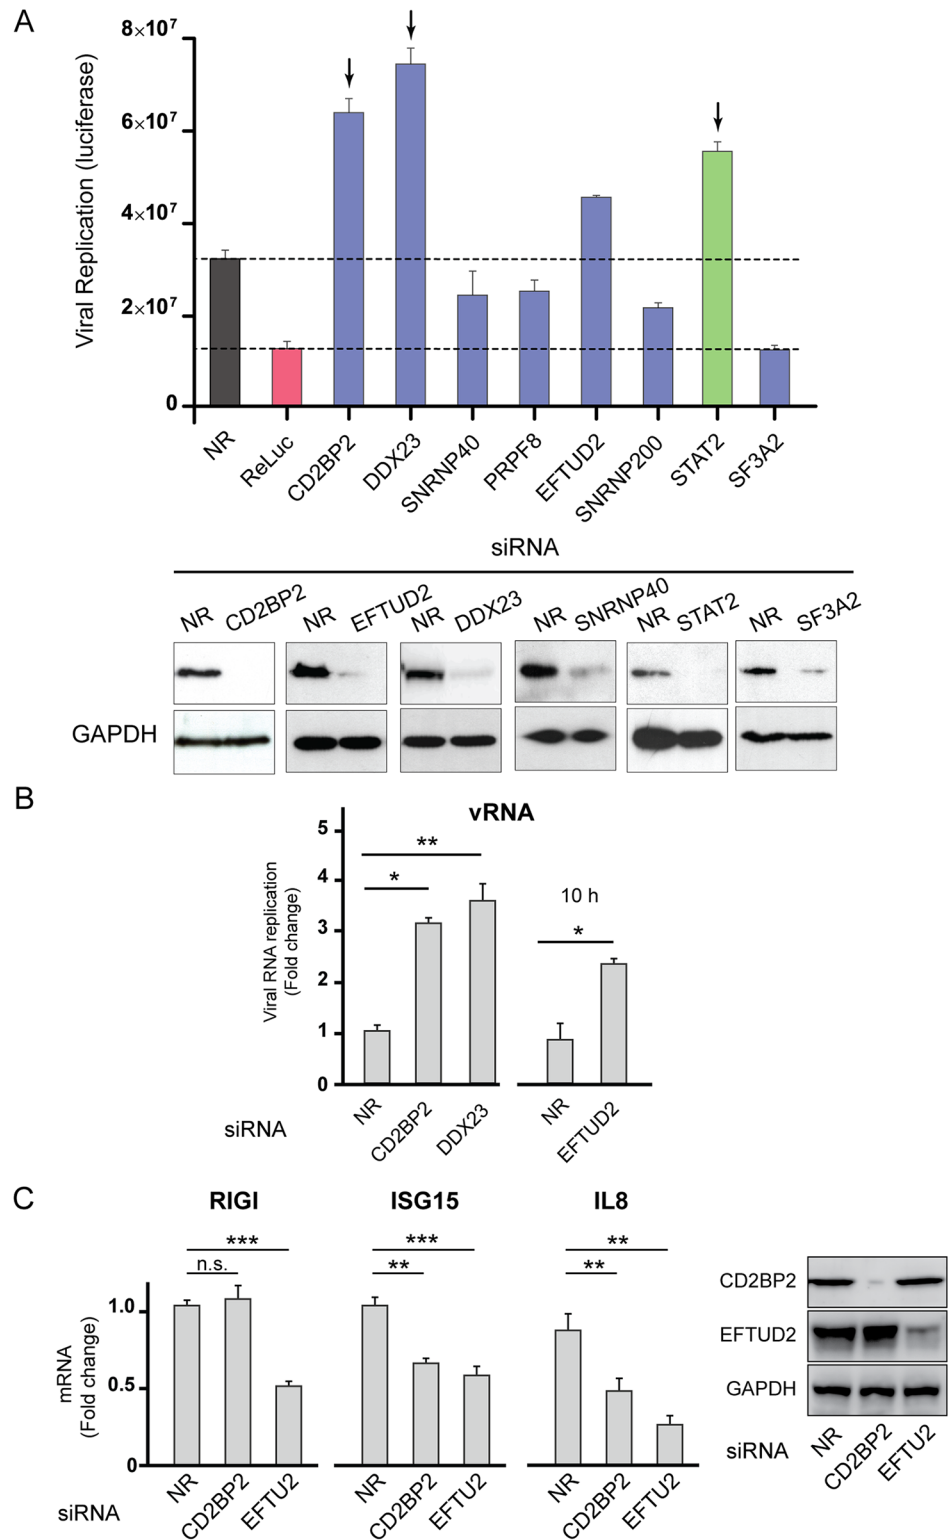 A
Viral Replication (luciferase)
8×10⁷
6×10⁷
4×10⁷
2×10⁷
0
NR ReLuc CD2BP2 DDX23 SNRNP40 PRPF8 EFTUD2 SNRNP200 STAT2 SF3A2
siRNA
NR CD2BP2 NR EFTUD2 NR DDX23 NR SNRNP40 NR STAT2 NR SF3A2
GAPDH
B
vRNA
Viral RNA replication
(Fold change)
5
4
3
2
1
0
**
*
10 h
*
NR CD2BP2 DDX23 NR EFTUD2
siRNA
C
RIGI ISG15 IL8
*** *** **
n.s. ** **
mRNA
(Fold change)
1.0
0.5
0
NR CD2BP2 EFTU2 NR CD2BP2 EFTU2 NR CD2BP2 EFTU2
siRNA
CD2BP2
EFTUD2
GAPDH
NR CD2BP2 EFTU2
siRNA